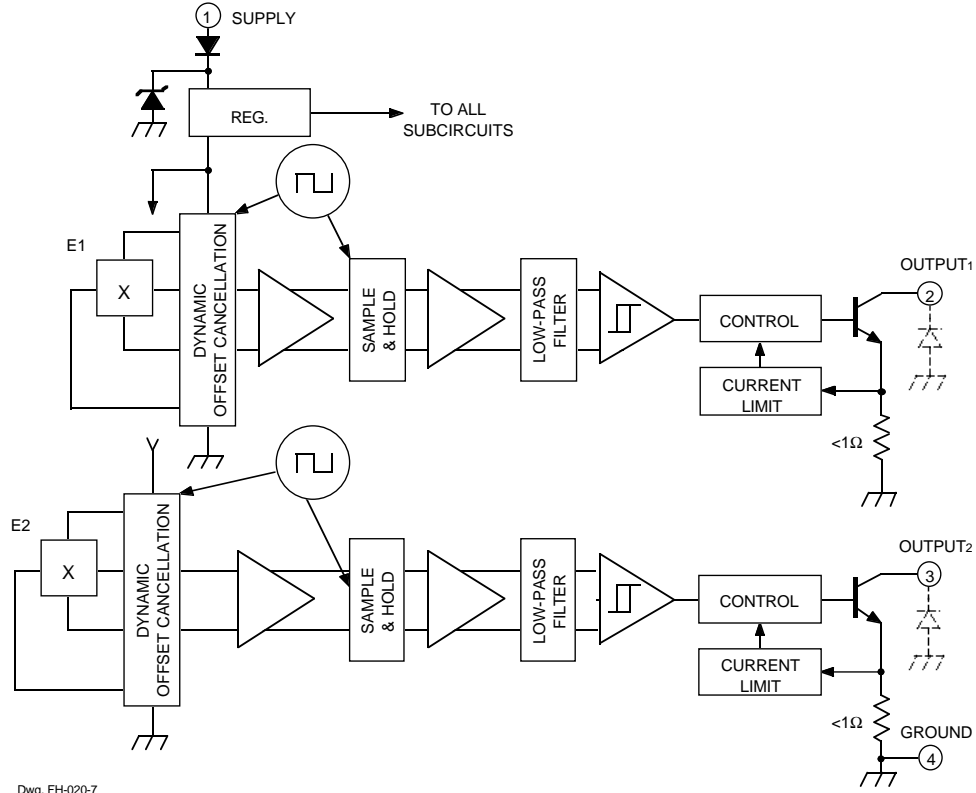 1
SUPPLY
REG.
TO ALL
SUBCIRCUITS
E1
X
DYNAMIC
OFFSET CANCELLATION
SAMPLE
& HOLD
LOW-PASS
FILTER
CONTROL
CURRENT
LIMIT
OUTPUT1
2
<1Ω
E2
X
DYNAMIC
OFFSET CANCELLATION
SAMPLE
& HOLD
LOW-PASS
FILTER
CONTROL
CURRENT
LIMIT
OUTPUT2
3
<1Ω
GROUND
4
Dwg. FH-020-7